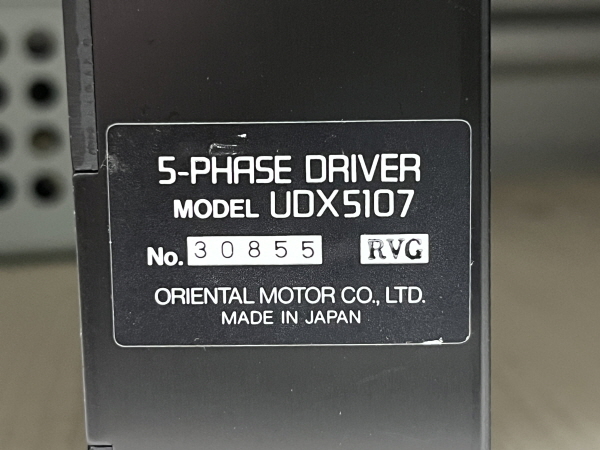 5-PHASE DRIVER
MODEL UDX5107
No. 30855 RVG
ORIENTAL MOTOR CO., LTD.
MADE IN JAPAN